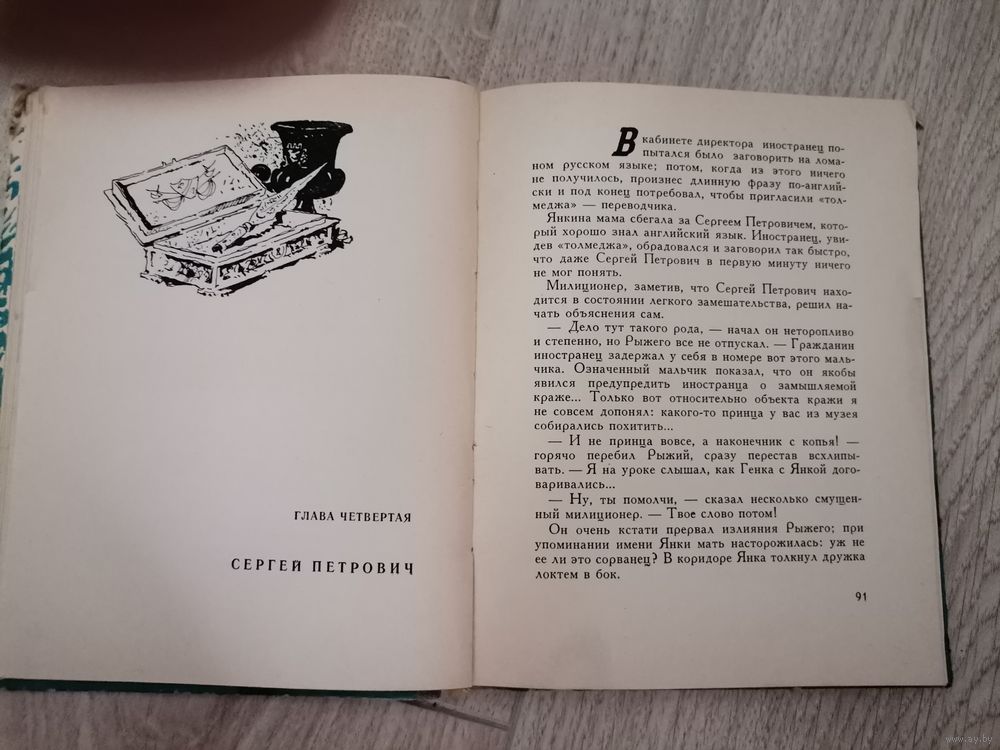 ГЛАВА ЧЕТВЕРТАЯ
СЕРГЕЙ ПЕТРОВИЧ
В кабинете директора иностранец по-
пытался было заговорить на лома-
ном русском языке; потом, когда из этого ничего
не получилось, произнес длинную фразу по-англий-
ски и под конец потребовал, чтобы пригласили «тол-
меджа» — переводчика.
Янкина мама сбегала за Сергеем Петровичем, кото-
рый хорошо знал английский язык. Иностранец, уви-
дев «толмеджа», обрадовался и заговорил так быстро,
что даже Сергей Петрович в первую минуту ничего
не мог понять.
Милиционер, заметив, что Сергей Петрович нахо-
дится в состоянии легкого замешательства, решил на-
чать объяснения сам.
— Дело тут такого рода, — начал он неторопливо
и степенно, но Рыжего все не отпускал. — Гражданин
иностранец задержал у себя в номере вот этого маль-
чика. Означенный мальчик показал, что он якобы
явился предупредить иностранца о замышляемой
краже... Только вот относительно объекта кражи я
не совсем допонял: какого-то принца у вас из музея
собирались похитить...
— И не принца вовсе, а наконечник с копья! —
горячо перебил Рыжий, сразу перестав всхлипы-
вать. — Я на уроке слышал, как Генка с Янкой дого-
варивались...
— Ну, ты помолчи, — сказал несколько смущен-
ный милиционер. — Твое слово потом!
Он очень кстати прервал излияния Рыжего; при
упоминании имени Янки мать насторожилась: уж не
ее ли это сорванец? В коридоре Янка толкнул дружка
локтем в бок.
91
www.ay.by